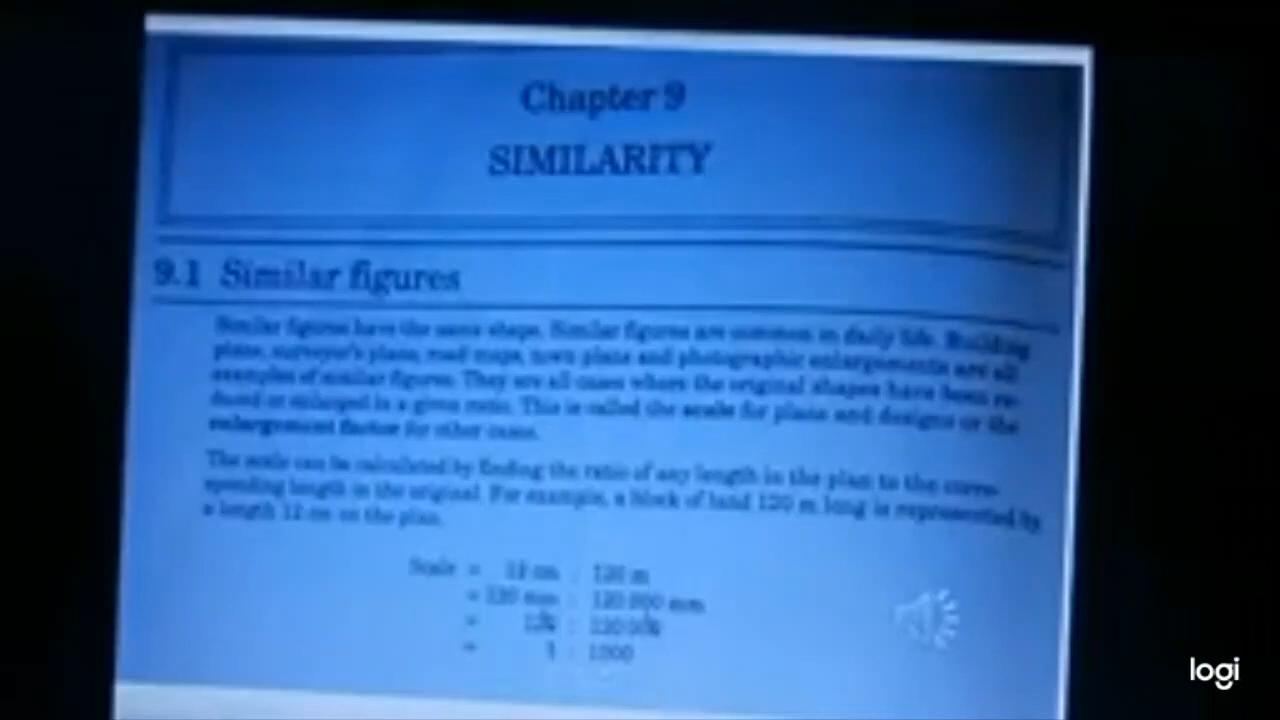 Chapter 9
SIMILARITY
9.1 Similar figures
Similar figures have the same shape. Similar figures are common in daily life. Building
plans, surveyor's plans, road maps, town plans and photographic enlargements are all
examples of similar figures. They are all cases where the original shapes have been re-
duced or enlarged in a given ratio. This is called the scale for plans and designs or the
enlargement factor for other cases.
The scale can be calculated by finding the ratio of any length in the plan to the corre-
sponding length in the original. For example, a block of land 120 m long is represented by
a length 12 cm on the plan.
Scale = 12 cm : 120 m
= 120 mm : 120 000 mm
= :
= 1 : 1000
logi